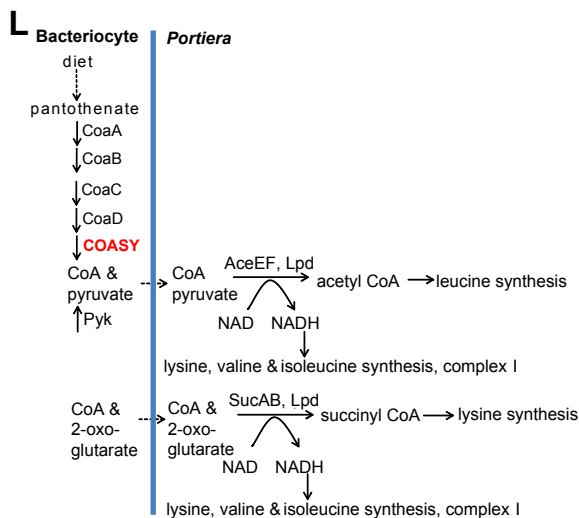 L
Bacteriocyte
Portiera
diet
pantothenate
CoaA
CoaB
CoaC
CoaD
COASY
CoA &
pyruvate
Pyk
CoA
pyruvate
AceEF, Lpd
acetyl CoA
leucine synthesis
NAD
NADH
lysine, valine & isoleucine synthesis, complex I
CoA &
2-oxo-
glutarate
CoA &
2-oxo-
glutarate
SucAB, Lpd
succinyl CoA
lysine synthesis
NAD
NADH
lysine, valine & isoleucine synthesis, complex I